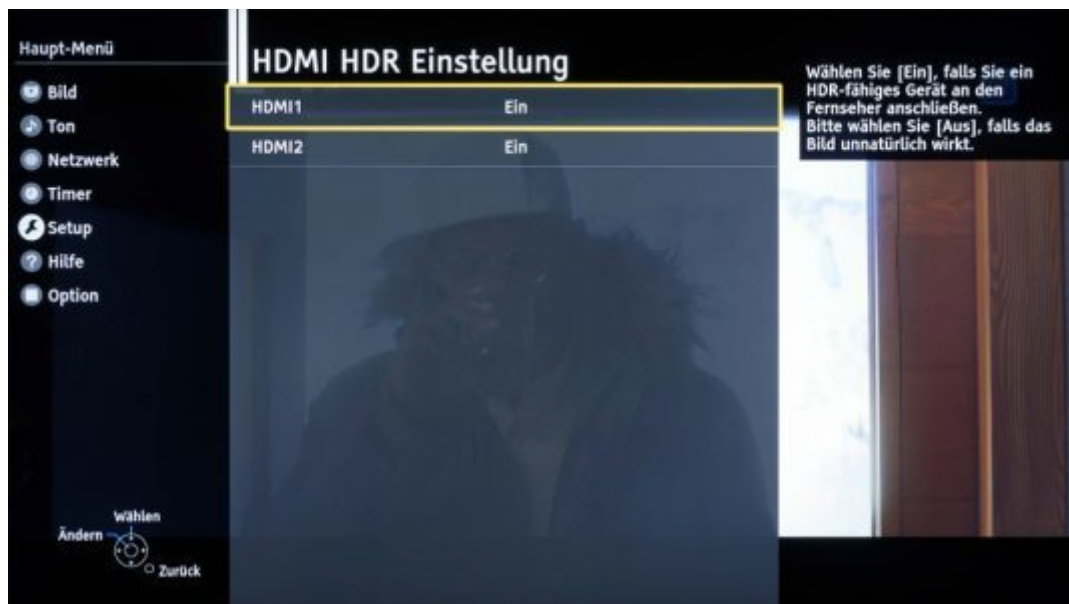 Haupt-Menü
Bild
Ton
Netzwerk
Timer
Setup
Hilfe
Option
HDMI HDR Einstellung
HDMI1 Ein
HDMI2 Ein
Wählen Sie [Ein], falls Sie ein
HDR-fähiges Gerät an den
Fernseher anschließen.
Bitte wählen Sie [Aus], falls das
Bild unnatürlich wirkt.
Wählen
Ändern
Zurück